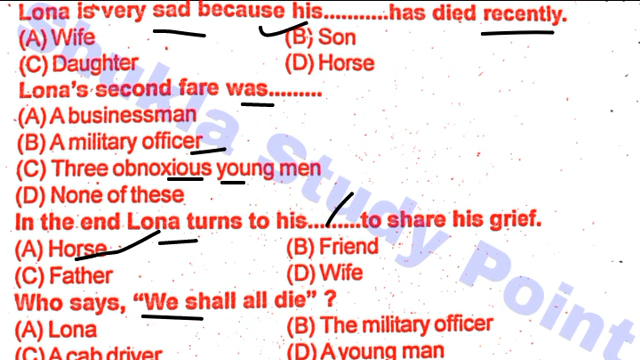 Lona is very sad because his............has died recently.
(A) Wife (B) Son
(C) Daughter (D) Horse
Lona's second fare was.........
(A) A businessman
(B) A military officer
(C) Three obnoxious young men
(D) None of these
In the end Lona turns to his.........to share his grief.
(A) Horse (B) Friend
(C) Father (D) Wife
Who says, "We shall all die" ?
(A) Lona (B) The military officer
(C) A cab driver (D) A young man
Shukla Study Point